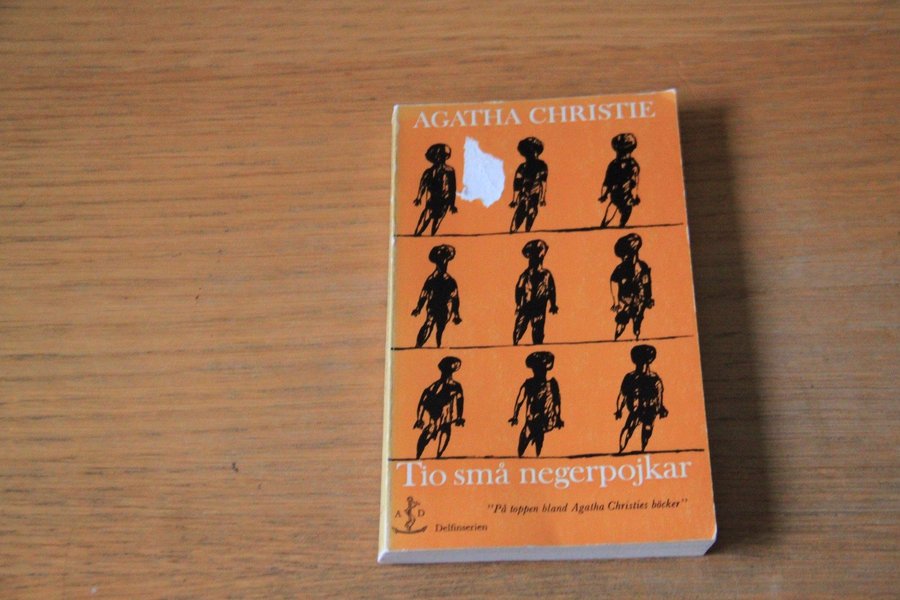 AGATHA CHRISTIE
Tio små negerpojkar
"På toppen bland Agatha Christies böcker"
A D
Delfinserien